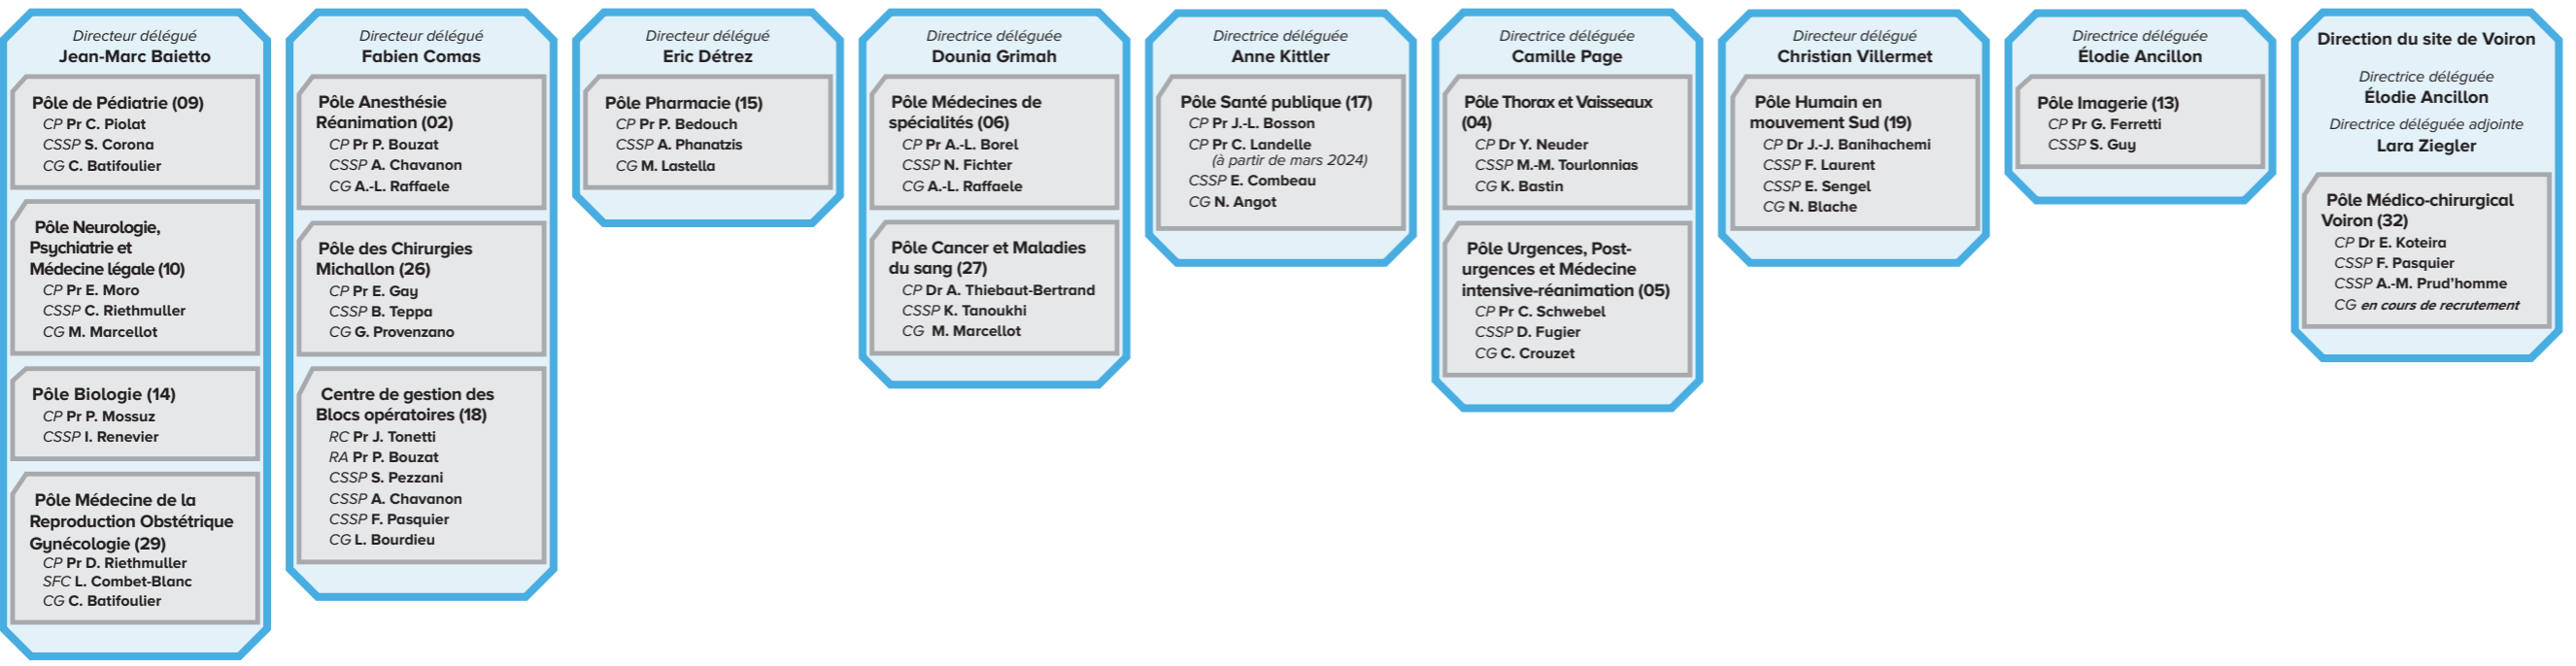 Directeur délégué
Jean-Marc Baietto
Pôle de Pédiatrie (09)
CP Pr C. Piolat
CSSP S. Corona
CG C. Batifoulier
Pôle Neurologie,
Psychiatrie et
Médecine légale (10)
CP Pr E. Moro
CSSP C. Riethmuller
CG M. Marcellot
Pôle Biologie (14)
CP Pr P. Mossuz
CSSP I. Renevier
Pôle Médecine de la
Reproduction Obstétrique
Gynécologie (29)
CP Pr D. Riethmuller
SFC L. Combet-Blanc
CG C. Batifoulier
Directeur délégué
Fabien Comas
Pôle Anesthésie
Réanimation (02)
CP Pr P. Bouzat
CSSP A. Chavanon
CG A.-L. Raffaele
Pôle des Chirurgies
Michallon (26)
CP Pr E. Gay
CSSP B. Teppa
CG G. Provenzano
Centre de gestion des
Blocs opératoires (18)
RC Pr J. Tonetti
RA Pr P. Bouzat
CSSP S. Pezzani
CSSP A. Chavanon
CSSP F. Pasquier
CG L. Bourdieu
Directeur délégué
Eric Détrez
Pôle Pharmacie (15)
CP Pr P. Bedouch
CSSP A. Phanatzis
CG M. Lastella
Directrice déléguée
Dounia Grimah
Pôle Médecines de
spécialités (06)
CP Pr A.-L. Borel
CSSP N. Fichter
CG A.-L. Raffaele
Pôle Cancer et Maladies
du sang (27)
CP Dr A. Thiebaut-Bertrand
CSSP K. Tanoukhi
CG M. Marcellot
Directrice déléguée
Anne Kittler
Pôle Santé publique (17)
CP Pr J.-L. Bosson
CP Pr C. Landelle
(à partir de mars 2024)
CSSP E. Combeau
CG N. Angot
Directrice déléguée
Camille Page
Pôle Thorax et Vaisseaux
(04)
CP Dr Y. Neuder
CSSP M.-M. Tourlonnias
CG K. Bastin
Pôle Urgences, Post-
urgences et Médecine
intensive-réanimation (05)
CP Pr C. Schwebel
CSSP D. Fugier
CG C. Crouzet
Directeur délégué
Christian Villermet
Pôle Humain en
mouvement Sud (19)
CP Dr J.-J. Banihachemi
CSSP F. Laurent
CSSP E. Sengel
CG N. Blache
Directrice déléguée
Élodie Ancillon
Pôle Imagerie (13)
CP Pr G. Ferretti
CSSP S. Guy
Direction du site de Voiron
Directrice déléguée
Élodie Ancillon
Directrice déléguée adjointe
Lara Ziegler
Pôle Médico-chirurgical
Voiron (32)
CP Dr E. Koteira
CSSP F. Pasquier
CSSP A.-M. Prud’homme
CG en cours de recrutement